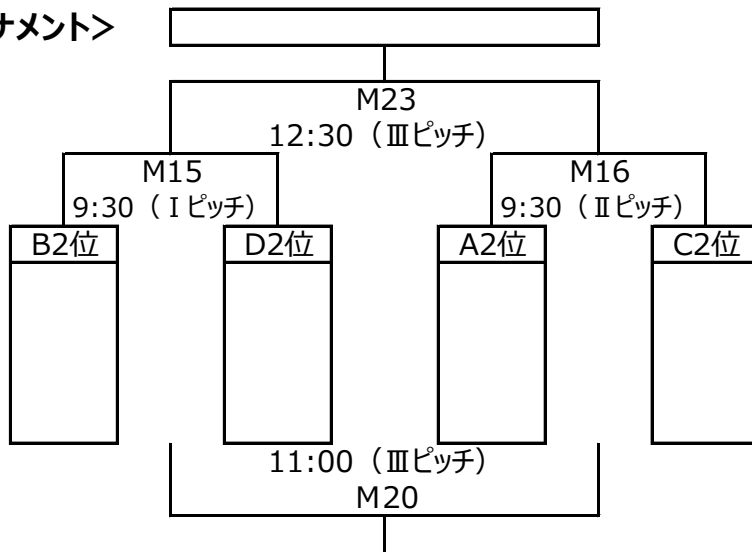 ナメント＞
M23
12:30（Ⅲピッチ）
M15
M16
9:30（Ⅰピッチ）
9:30（Ⅱピッチ）
B2位
D2位
A2位
C2位
11:00（Ⅲピッチ）
M20